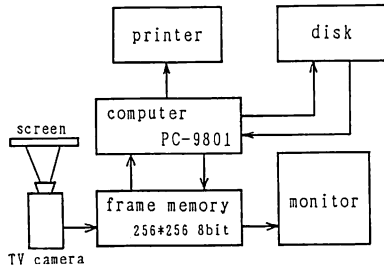 printer
disk
computer
PC-9801
screen
frame memory
256*256 8bit
monitor
TV camera